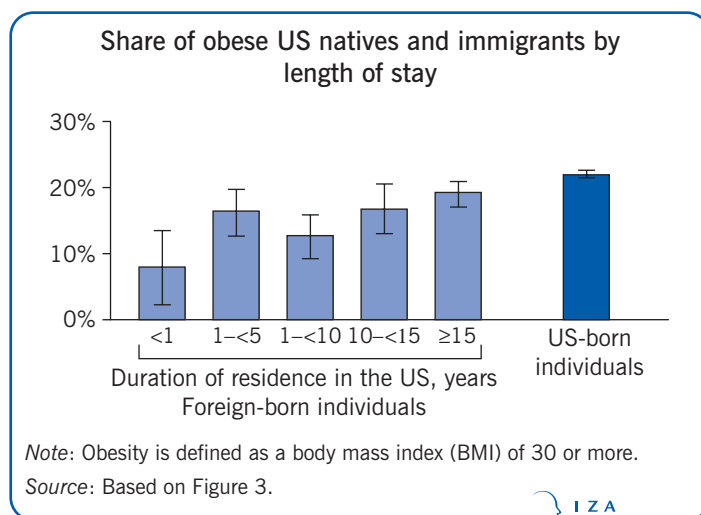 Share of obese US natives and immigrants by
length of stay
30%
20%
10%
0%
<1 1–<5 1–<10 10–<15 ≥15
US-born
individuals
Duration of residence in the US, years
Foreign-born individuals
Note: Obesity is defined as a body mass index (BMI) of 30 or more.
Source: Based on Figure 3.
I Z A